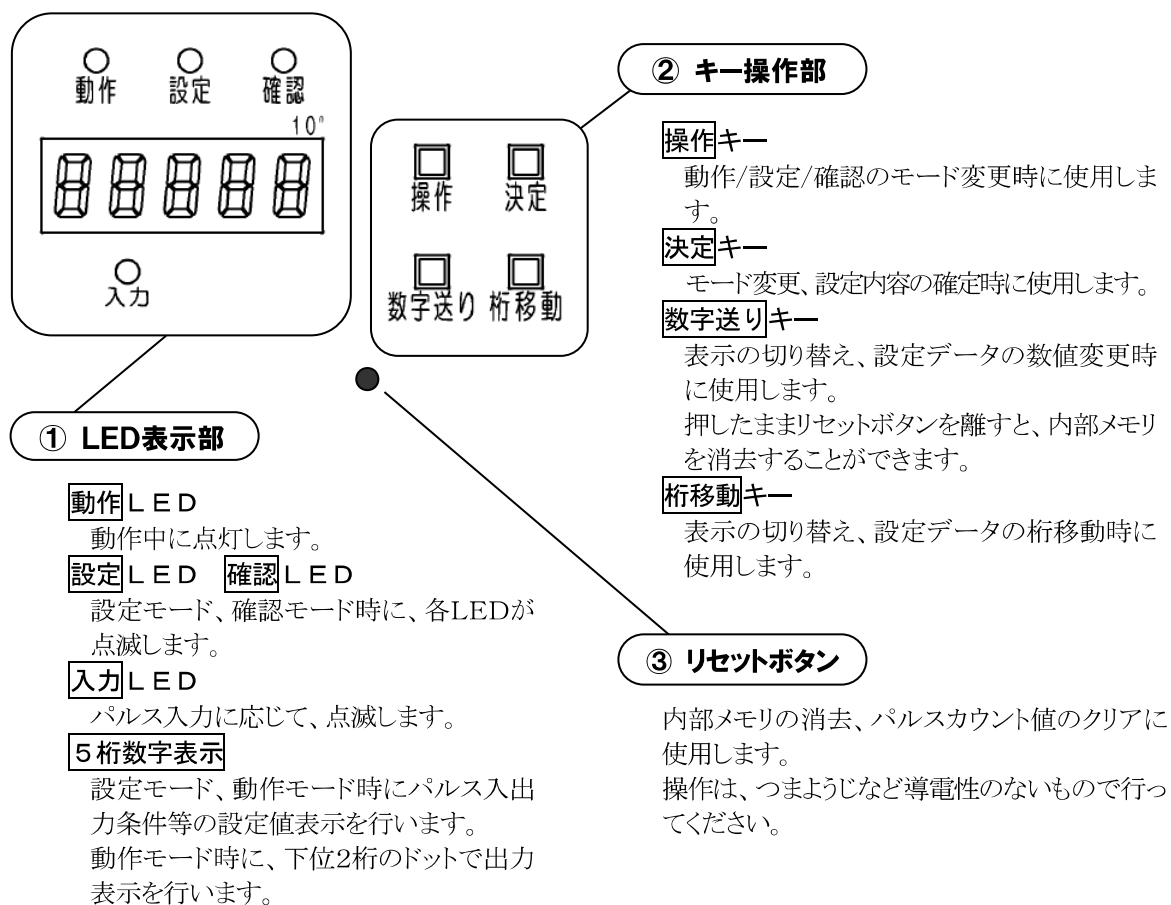 動作 設定 確認
10ⁿ
88888
入力
操作 決定
数字送り 桁移動
① LED表示部
動作LED
動作中に点灯します。
設定LED 確認LED
設定モード、確認モード時に、各LEDが
点滅します。
入力LED
パルス入力に応じて、点滅します。
5桁数字表示
設定モード、動作モード時にパルス入出
力条件等の設定値表示を行います。
動作モード時に、下位2桁のドットで出力
表示を行います。
② キー操作部
操作キー
動作/設定/確認のモード変更時に使用しま
す。
決定キー
モード変更、設定内容の確定時に使用します。
数字送りキー
表示の切り替え、設定データの数値変更時
に使用します。
押したままリセットボタンを離すと、内部メモリ
を消去することができます。
桁移動キー
表示の切り替え、設定データの桁移動時に
使用します。
③ リセットボタン
内部メモリの消去、パルスカウント値のクリアに
使用します。
操作は、つまようじなど導電性のないもので行っ
てください。